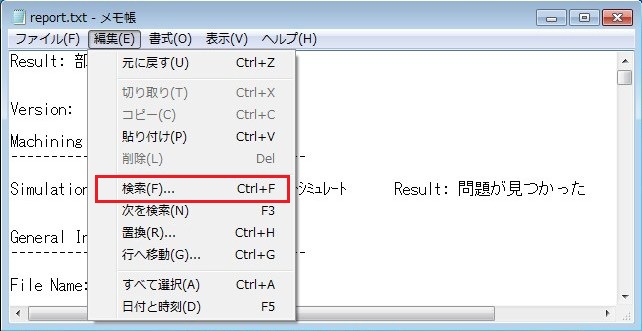 report.txt - メモ帳
ファイル(F) 編集(E) 書式(O) 表示(V) ヘルプ(H)
Result: 部
元に戻す(U) Ctrl+Z
切り取り(T) Ctrl+X
Version:
コピー(C) Ctrl+C
貼り付け(P) Ctrl+V
Machining
削除(L) Del
Simulation
検索(F)... Ctrl+F
ｼﾐｭﾚｰﾄ Result: 問題が見つかった
次を検索(N) F3
置換(R)... Ctrl+H
General In
行へ移動(G)... Ctrl+G
すべて選択(A) Ctrl+A
File Name:
日付と時刻(D) F5